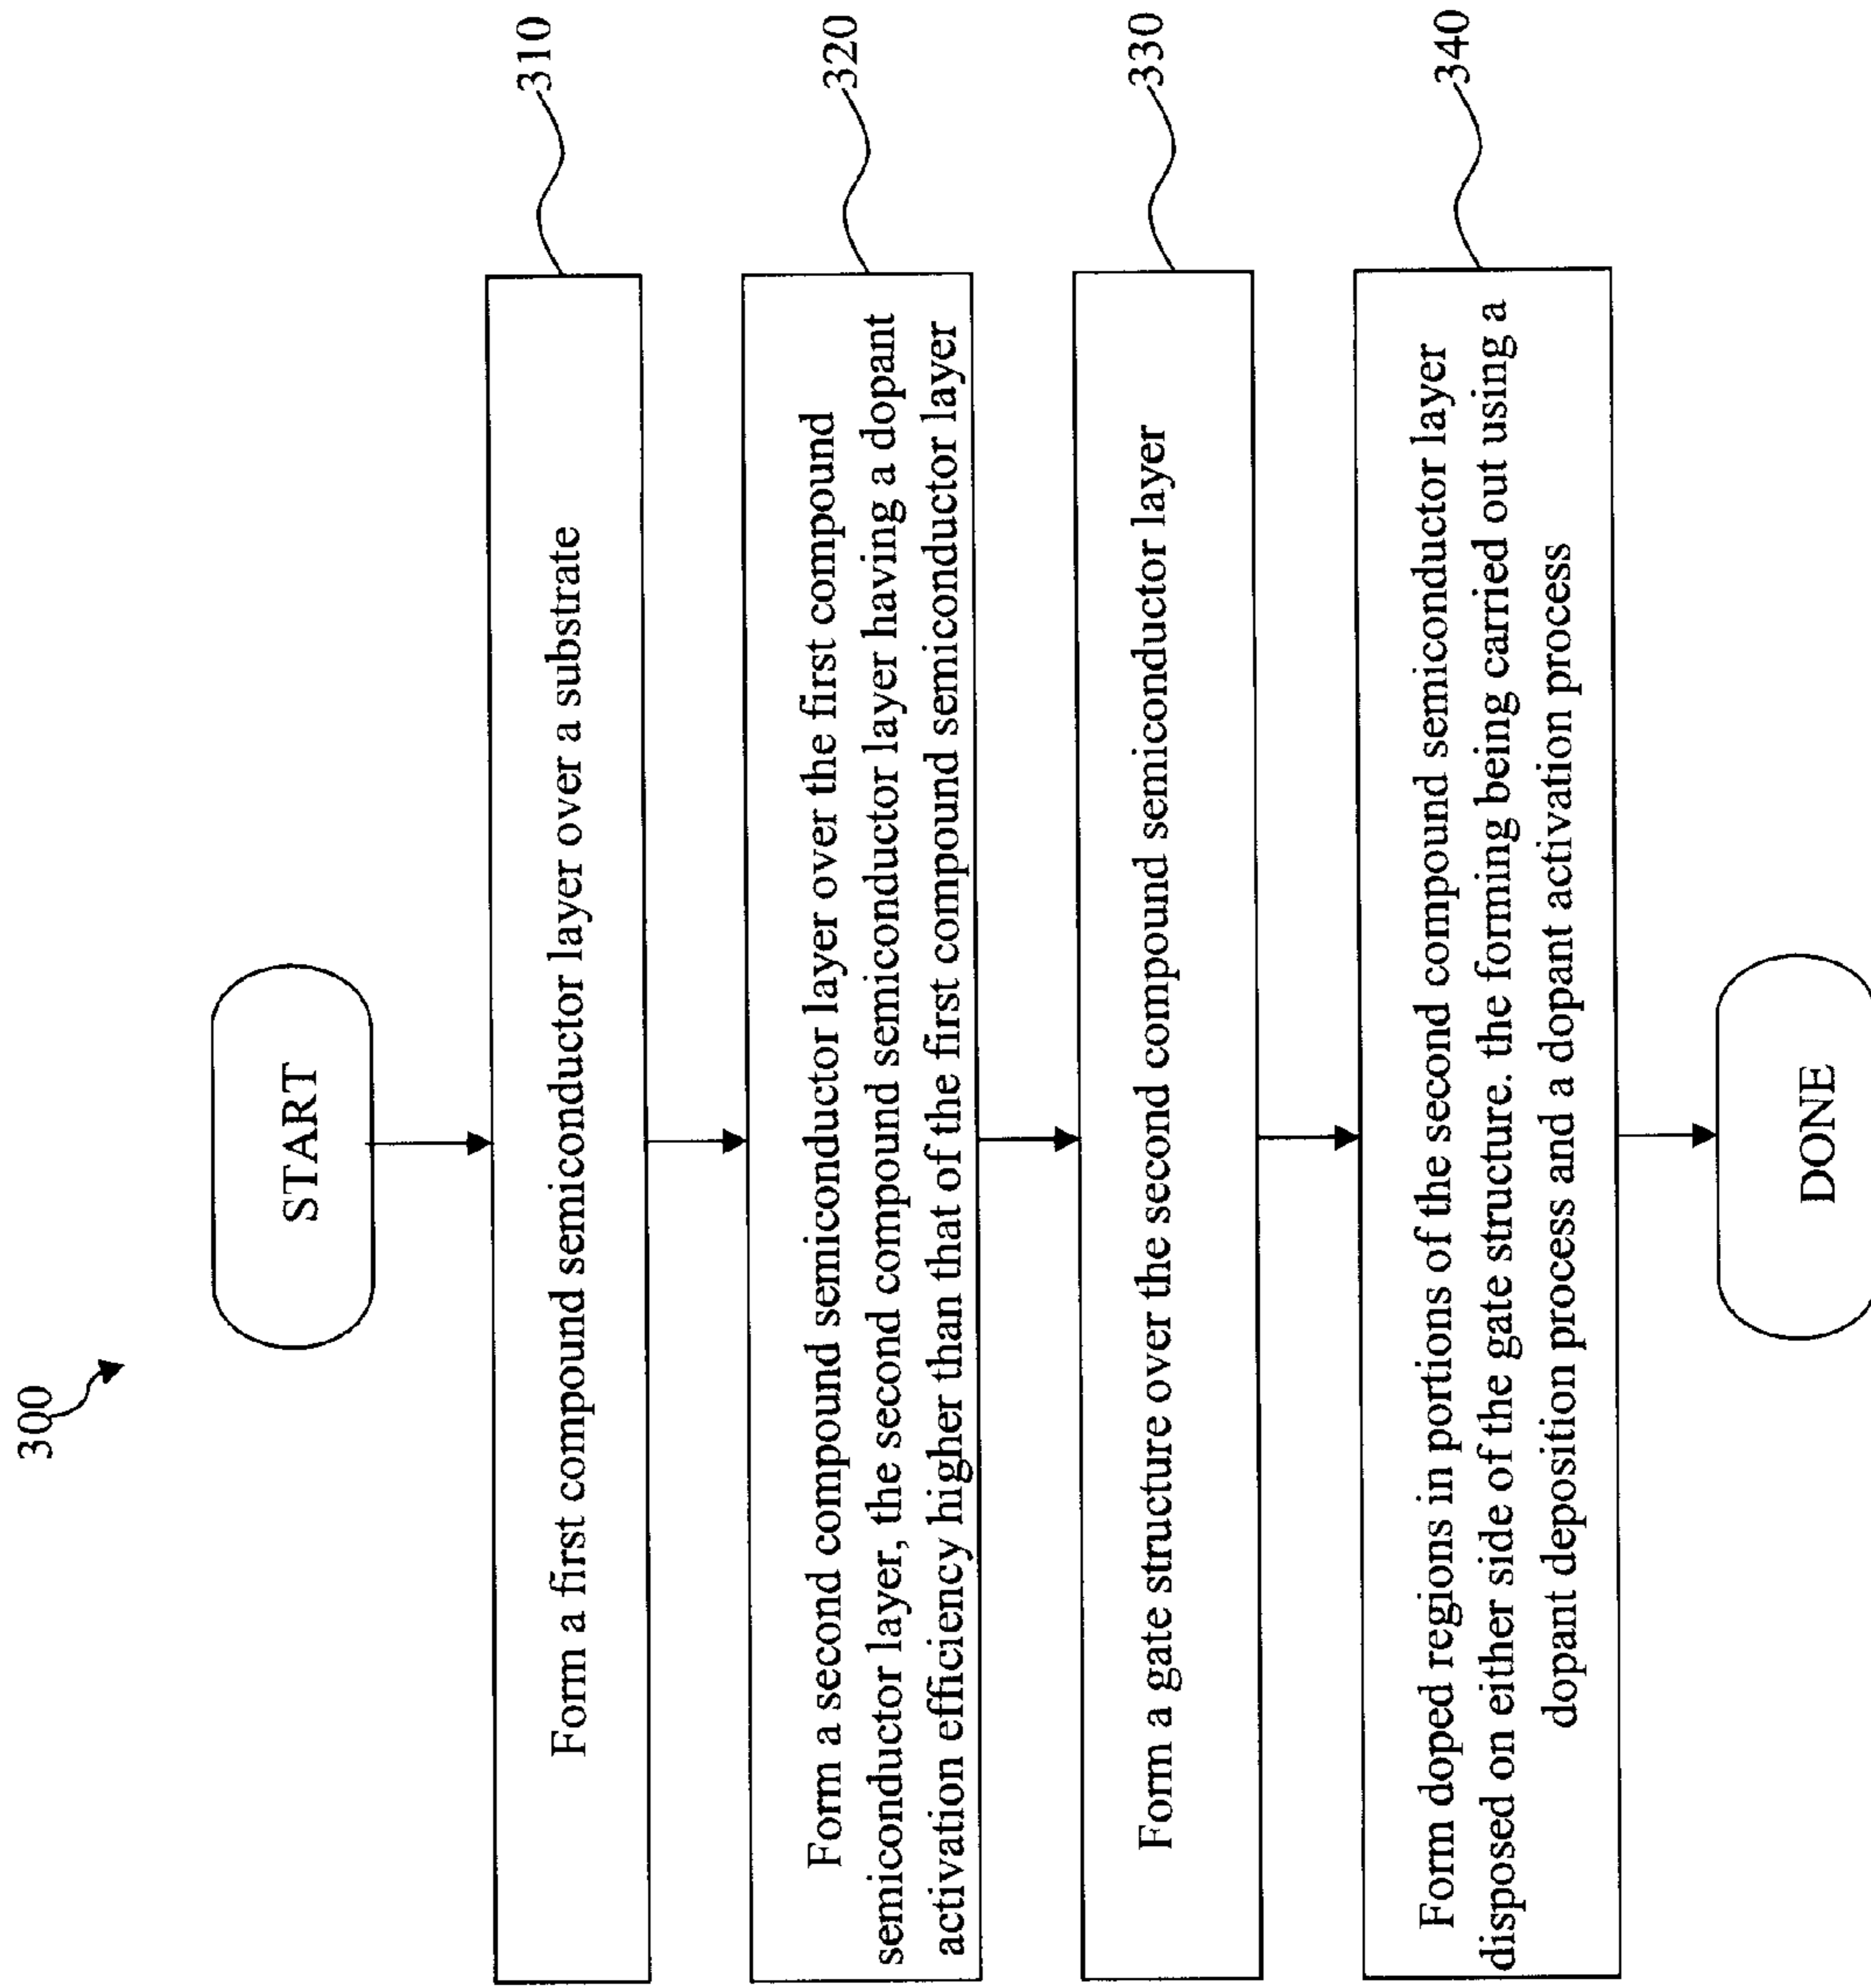 300
START
Form a first compound semiconductor layer over a substrate
310
Form a second compound semiconductor layer over the first compound
semiconductor layer, the second compound semiconductor layer having a dopant
activation efficiency higher than that of the first compound semiconductor layer
320
Form a gate structure over the second compound semiconductor layer
330
Form doped regions in portions of the second compound semiconductor layer
disposed on either side of the gate structure. the forming being carried out using a
dopant deposition process and a dopant activation process
340
DONE